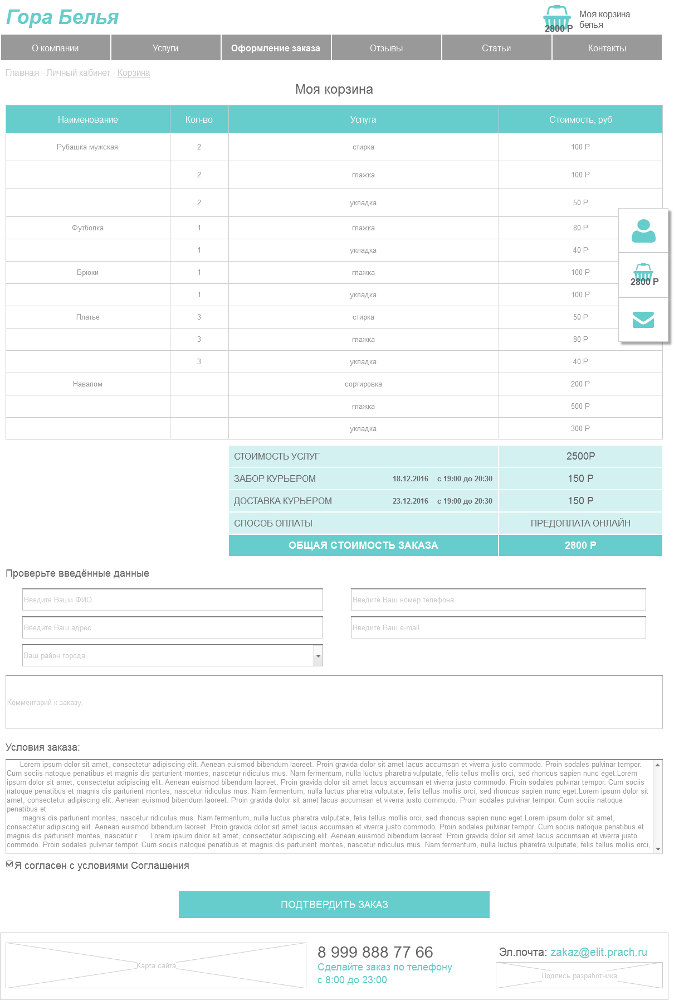 Гора Белья
2800 Р
Моя корзина
белья
О компании
Услуги
Оформление заказа
Отзывы
Статьи
Контакты
Главная - Личный кабинет - Корзина
Моя корзина
Наименование Кол-во Услуга Стоимость, руб
Рубашка мужская 2 стирка 100 Р
2 глажка 100 Р
2 укладка 50 Р
Футболка 1 глажка 80 Р
1 укладка 40 Р
Брюки 1 глажка 100 Р
1 укладка 100 Р
2800 Р
Платье 3 стирка 50 Р
3 глажка 80 Р
3 укладка 40 Р
Навалом сортировка 200 Р
глажка 500 Р
укладка 300 Р
СТОИМОСТЬ УСЛУГ 2500Р
ЗАБОР КУРЬЕРОМ 18.12.2016 с 19:00 до 20:30 150 Р
ДОСТАВКА КУРЬЕРОМ 23.12.2016 с 19:00 до 20:30 150 Р
СПОСОБ ОПЛАТЫ ПРЕДОПЛАТА ОНЛАЙН
ОБЩАЯ СТОИМОСТЬ ЗАКАЗА 2800 Р
Проверьте введённые данные
Введите Ваши ФИО
Введите Ваш номер телефона
Введите Ваш адрес
Введите Ваш e-mail
Ваш район города
Комментарий к заказу.
Условия заказа:
Lorem ipsum dolor sit amet, consectetur adipiscing elit. Aenean euismod bibendum laoreet. Proin gravida dolor sit amet lacus accumsan et viverra justo commodo. Proin sodales pulvinar tempor.
Cum sociis natoque penatibus et magnis dis parturient montes, nascetur ridiculus mus. Nam fermentum, nulla luctus pharetra vulputate, felis tellus mollis orci, sed rhoncus sapien nunc eget.Lorem
ipsum dolor sit amet, consectetur adipiscing elit. Aenean euismod bibendum laoreet. Proin gravida dolor sit amet lacus accumsan et viverra justo commodo. Proin sodales pulvinar tempor. Cum sociis
natoque penatibus et magnis dis parturient montes, nascetur ridiculus mus. Nam fermentum, nulla luctus pharetra vulputate, felis tellus mollis orci, sed rhoncus sapien nunc eget.Lorem ipsum dolor sit
amet, consectetur adipiscing elit. Aenean euismod bibendum laoreet. Proin gravida dolor sit amet lacus accumsan et viverra justo commodo. Proin sodales pulvinar tempor. Cum sociis natoque
penatibus et
magnis dis parturient montes, nascetur ridiculus mus. Nam fermentum, nulla luctus pharetra vulputate, felis tellus mollis orci, sed rhoncus sapien nunc eget.Lorem ipsum dolor sit amet,
consectetur adipiscing elit. Aenean euismod bibendum laoreet. Proin gravida dolor sit amet lacus accumsan et viverra justo commodo. Proin sodales pulvinar tempor. Cum sociis natoque penatibus et
magnis dis parturient montes, nascetur r Lorem ipsum dolor sit amet, consectetur adipiscing elit. Aenean euismod bibendum laoreet. Proin gravida dolor sit amet lacus accumsan et viverra justo
commodo. Proin sodales pulvinar tempor. Cum sociis natoque penatibus et magnis dis parturient montes, nascetur ridiculus mus. Nam fermentum, nulla luctus pharetra vulputate, felis tellus mollis orci,
Я согласен с условиями Соглашения
ПОДТВЕРДИТЬ ЗАКАЗ
Карта сайта
8 999 888 77 66
Сделайте заказ по телефону
с 8:00 до 23:00
Эл.почта: zakaz@elit.prach.ru
Подпись разработчика